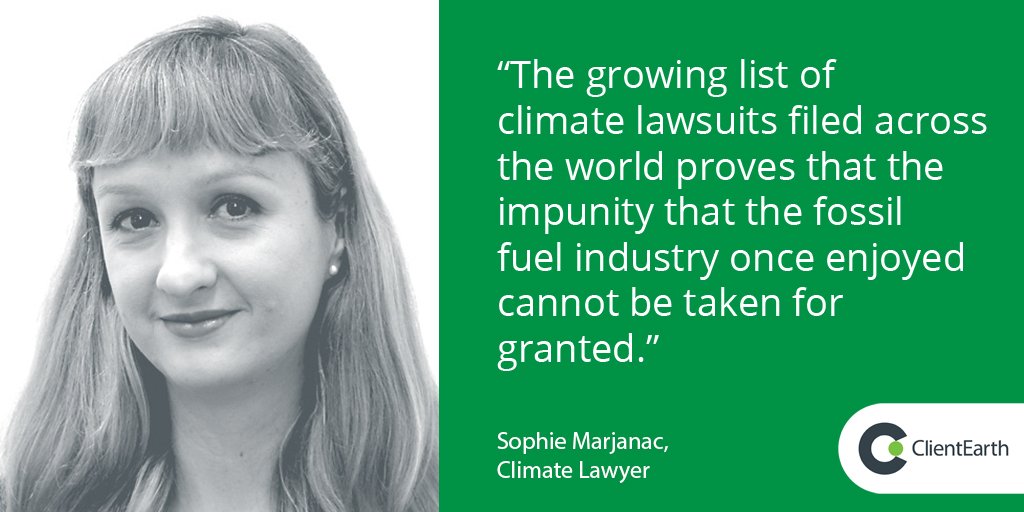 “The growing list of
climate lawsuits filed across
the world proves that the
impunity that the fossil
fuel industry once enjoyed
cannot be taken for
granted.”
Sophie Marjanac,
Climate Lawyer
ClientEarth